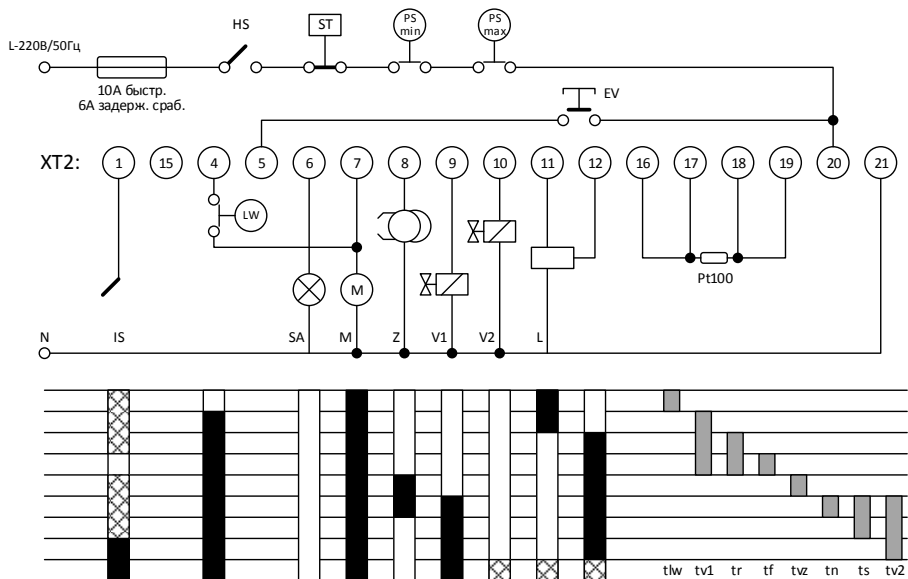 HS
ST
PS
min
PS
max
L-220В/50Гц
10А быстр.
6А задерж. сраб.
EV
XT2:
1 15 4 5 6 7 8 9 10 11 12 16 17 18 19 20 21
LW
M
Pt100
N IS SA M Z V1 V2 L
tlw tv1 tr tf tvz tn ts tv2